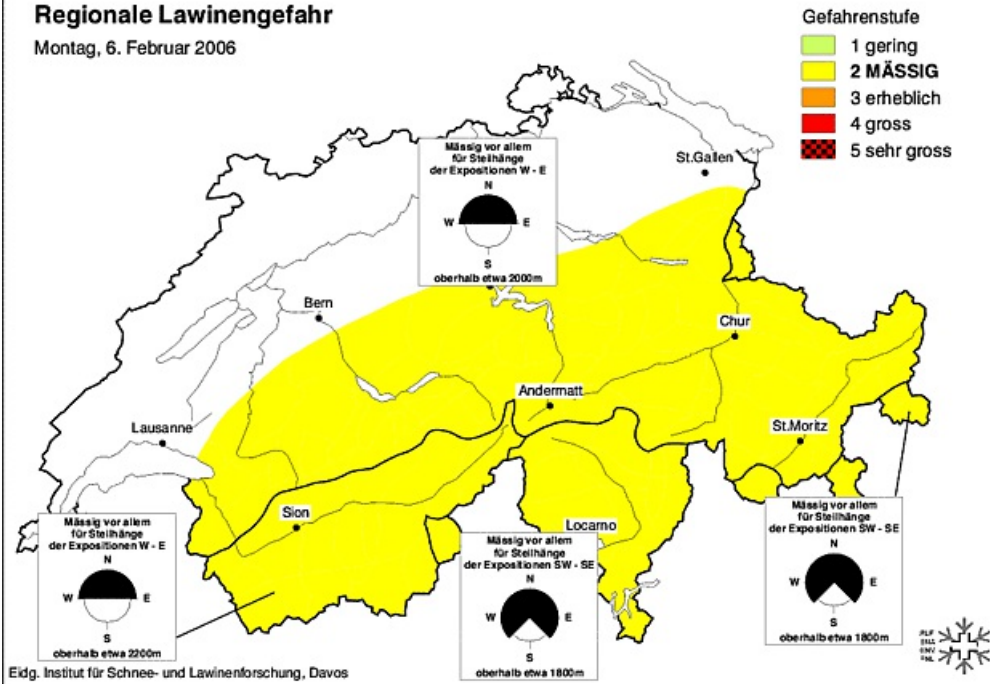 Regionale Lawinengefahr
Montag, 6. Februar 2006
Gefahrenstufe
1 gering
2 MÄSSIG
3 erheblich
4 gross
5 sehr gross
St.Gallen
Mässig vor allem
für Steilhänge
der Expositionen W - E
N
W E
S
oberhalb etwa 2000m
Bern
Chur
Andermatt
Lausanne
St.Moritz
Sion
Locarno
Mässig vor allem
für Steilhänge
der Expositionen W - E
N
W E
S
oberhalb etwa 2200m
Mässig vor allem
für Steilhänge
der Expositionen SW - SE
N
W E
S
oberhalb etwa 1800m
Mässig vor allem
für Steilhänge
der Expositionen SW - SE
N
W E
S
oberhalb etwa 1800m
Eidg. Institut für Schnee- und Lawinenforschung, Davos